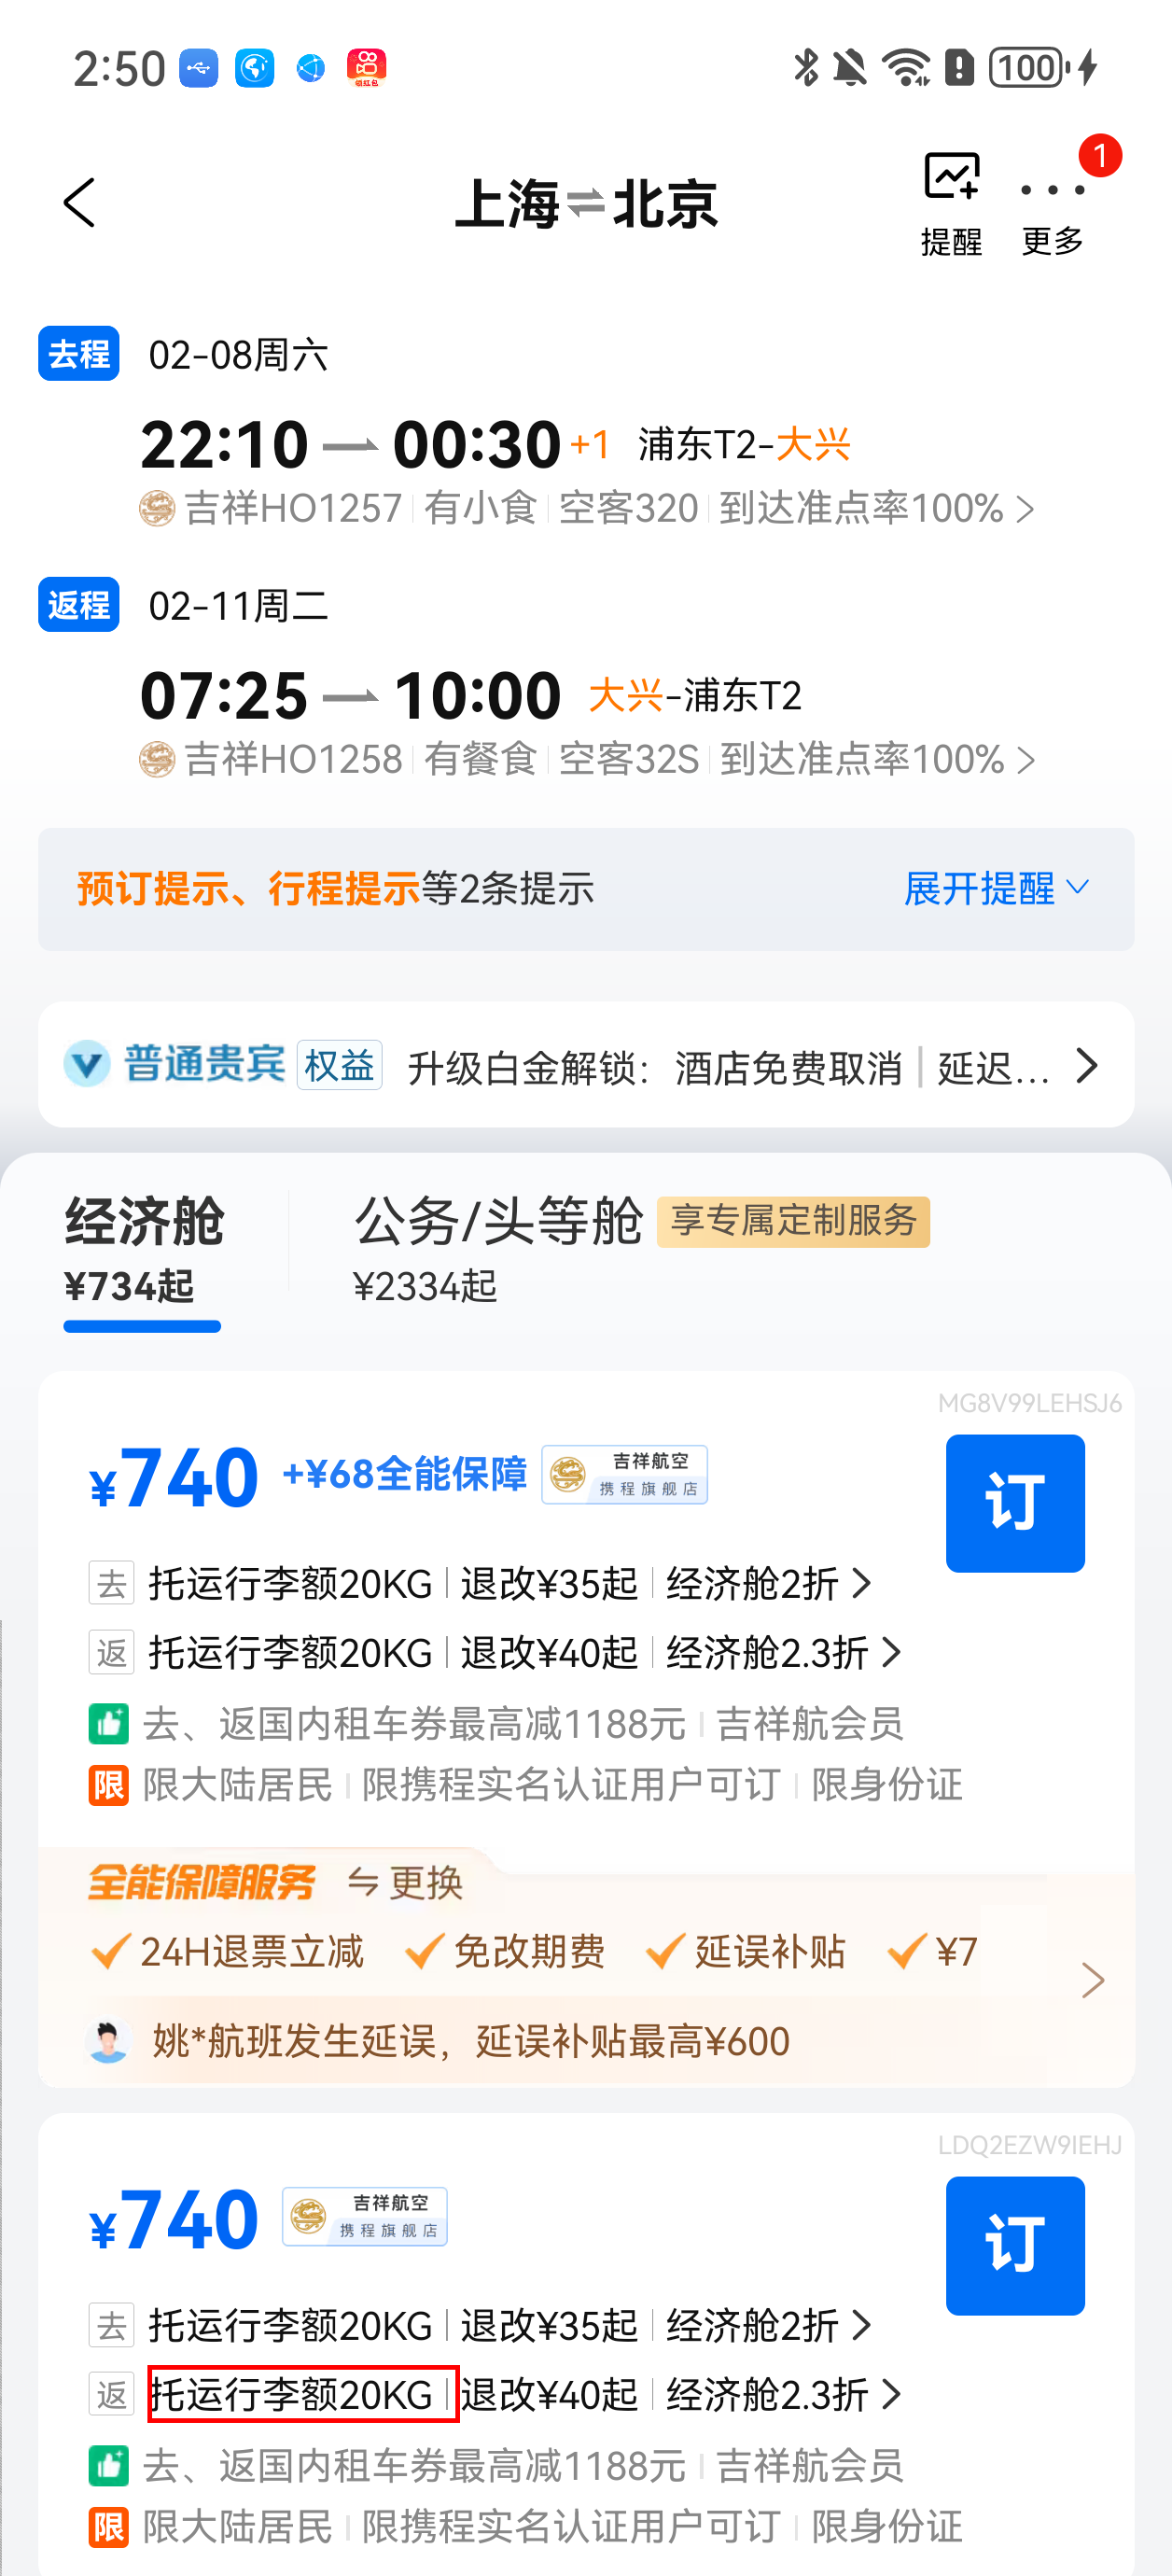 2:50
100
上海⇌北京
1
提醒 更多
去程 02-08周六
22:10 00:30 +1 浦东T2-大兴
吉祥HO1257 有小食 空客320 到达准点率100%
返程 02-11周二
07:25 10:00 大兴-浦东T2
吉祥HO1258 有餐食 空客32S 到达准点率100%
预订提示、行程提示等2条提示 展开提醒
普通贵宾 权益 升级白金解锁：酒店免费取消 | 延迟...
经济舱 公务/头等舱 享专属定制服务
¥734起 ¥2334起
MG8V99LEHSJ6
¥740 +¥68全能保障 吉祥航空 携程旗舰店 订
去 托运行李额20KG 退改¥35起 经济舱2折
返 托运行李额20KG 退改¥40起 经济舱2.3折
去、返国内租车券最高减1188元 吉祥航会员
限 限大陆居民 限携程实名认证用户可订 限身份证
全能保障服务 更换
24H退票立减 免改期费 延误补贴 ¥7
姚*航班发生延误，延误补贴最高¥600
LDQ2EZW9IEHJ
¥740 吉祥航空 携程旗舰店 订
去 托运行李额20KG 退改¥35起 经济舱2折
返 托运行李额20KG 退改¥40起 经济舱2.3折
去、返国内租车券最高减1188元 吉祥航会员
限 限大陆居民 限携程实名认证用户可订 限身份证